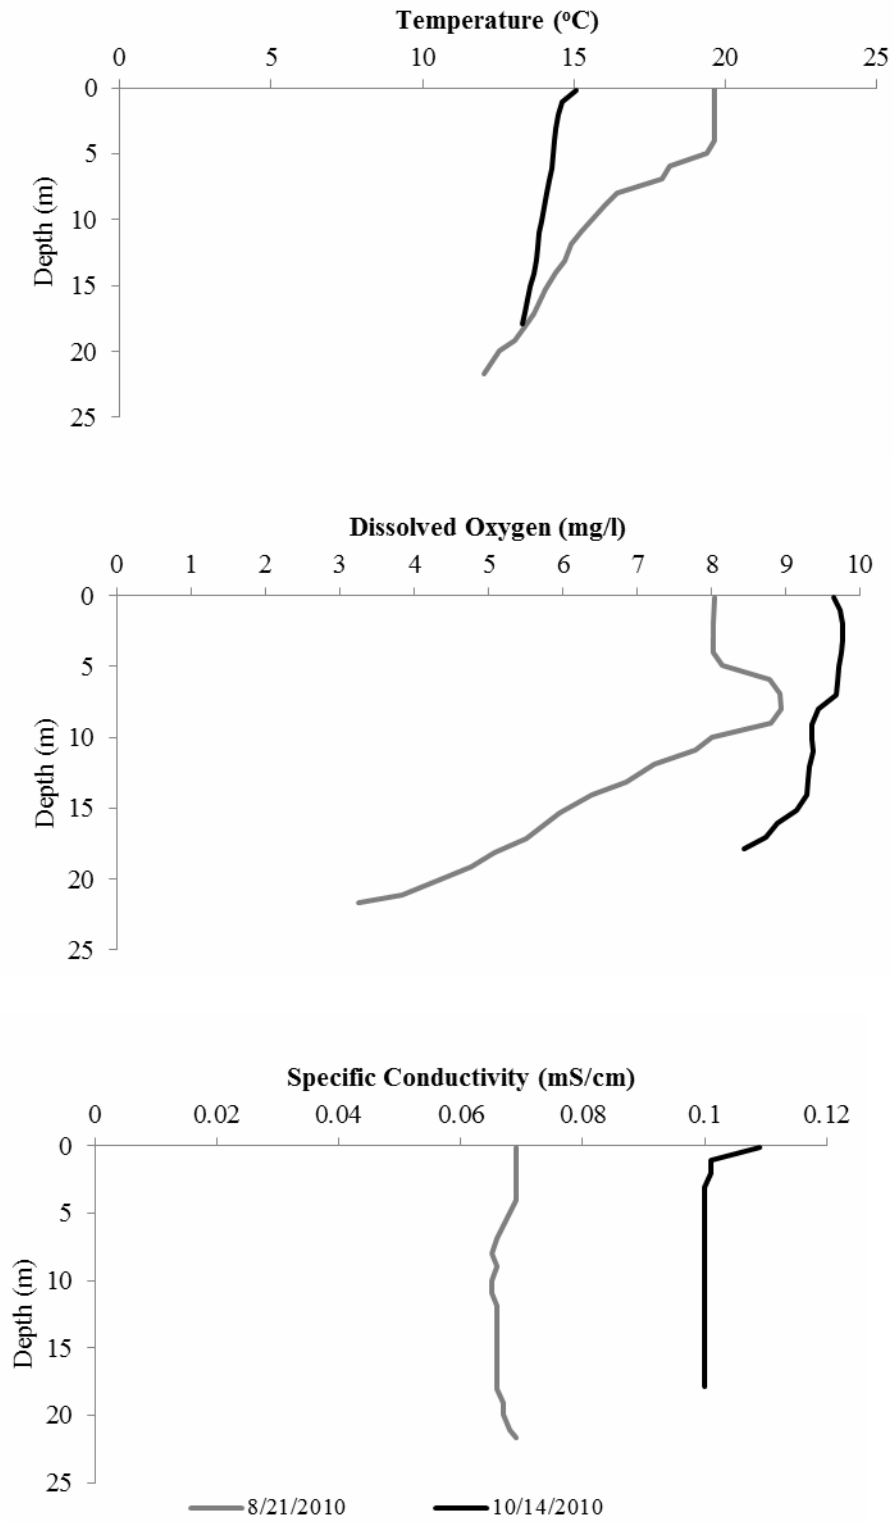 Temperature (°C)
0 5 10 15 20 25
0
5
10
15
20
25
Depth (m)
Dissolved Oxygen (mg/l)
0 1 2 3 4 5 6 7 8 9 10
0
5
10
15
20
25
Depth (m)
Specific Conductivity (mS/cm)
0 0.02 0.04 0.06 0.08 0.1 0.12
0
5
10
15
20
25
Depth (m)
8/21/2010 10/14/2010